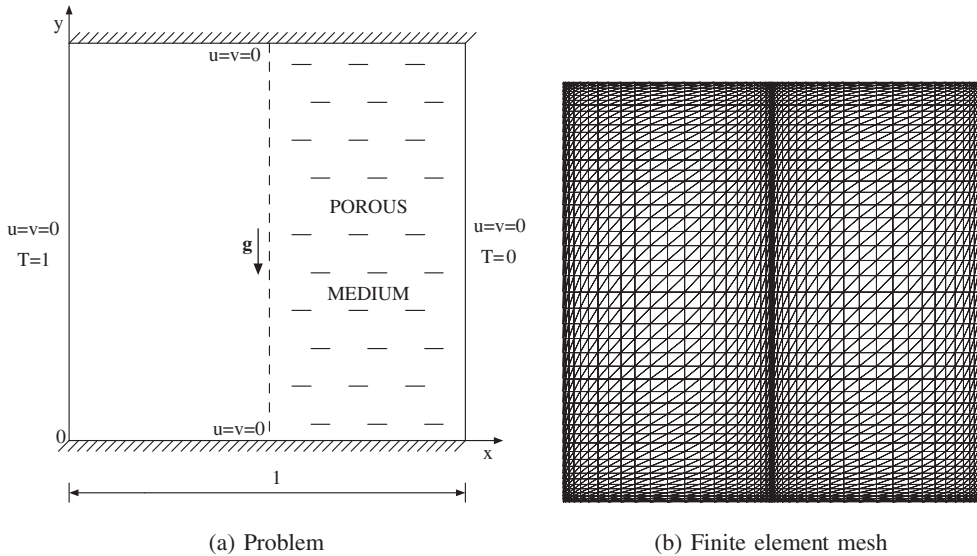 y
u=v=0
POROUS
u=v=0
T=1
g
u=v=0
T=0
MEDIUM
u=v=0
0
x
1
(a) Problem
(b) Finite element mesh